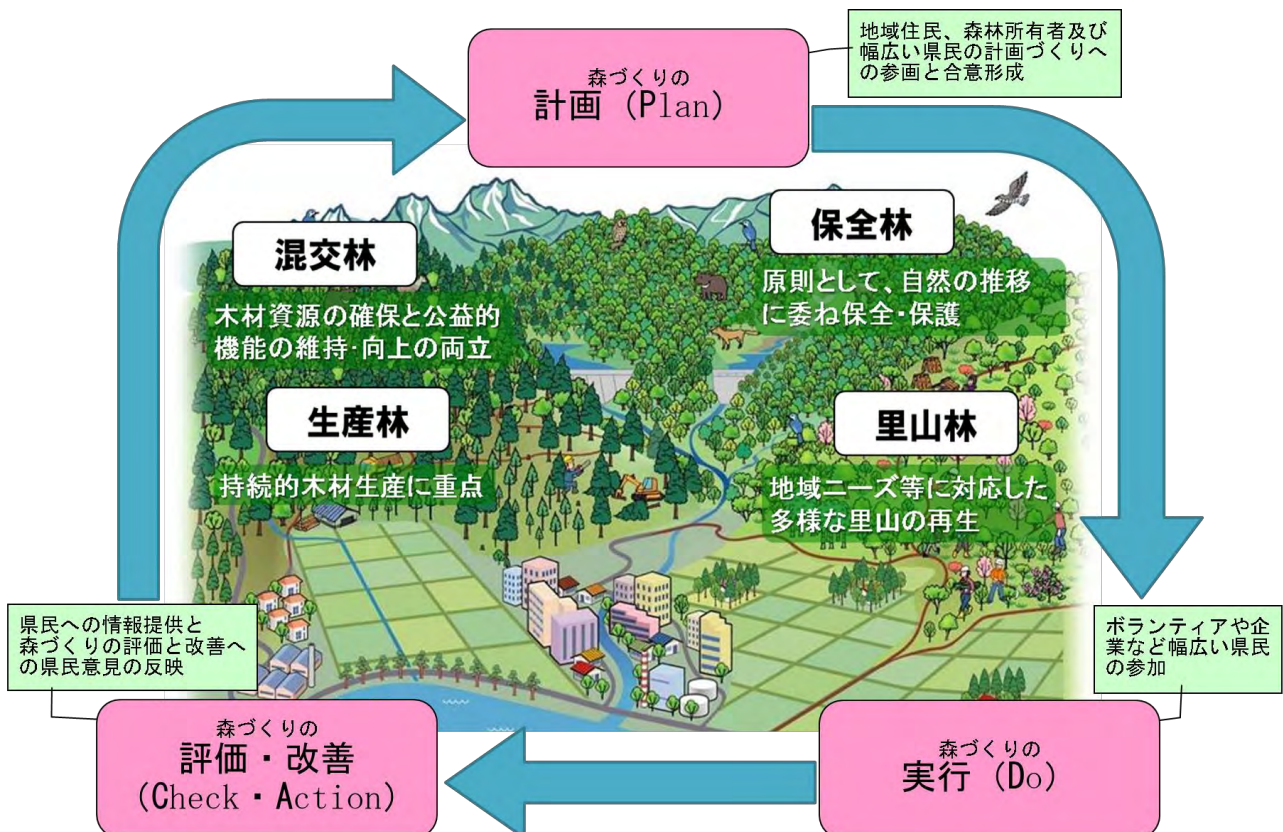 森づくりの
計画（Plan）
地域住民、森林所有者及び
幅広い県民の計画づくりへ
の参画と合意形成
混交林
木材資源の確保と公益的
機能の維持･向上の両立
保全林
原則として、自然の推移
に委ね保全・保護
生産林
持続的木材生産に重点
里山林
地域ニーズ等に対応した
多様な里山の再生
県民への情報提供と
森づくりの評価と改善へ
の県民意見の反映
ボランティアや企
業など幅広い県民
の参加
森づくりの
評価・改善
（Check・Action）
森づくりの
実行（Do）